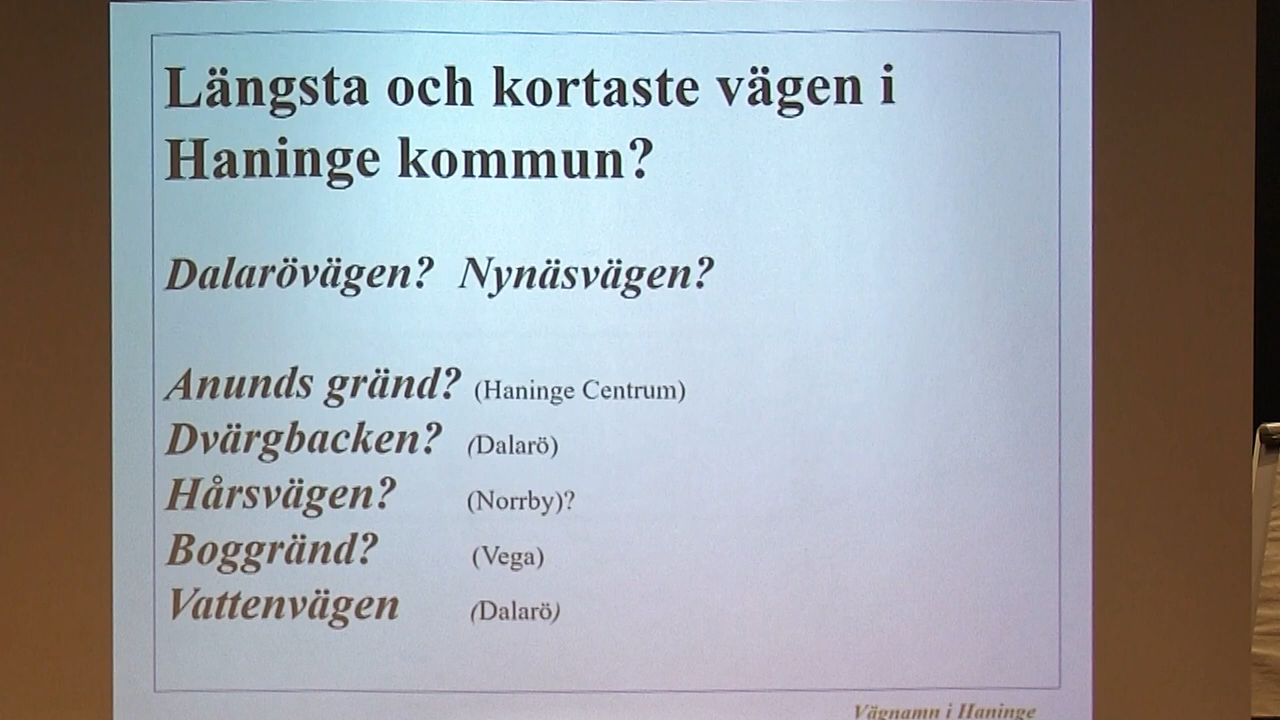 Längsta och kortaste vägen i
Haninge kommun?
Dalarövägen? Nynäsvägen?
Anunds gränd? (Haninge Centrum)
Dvärgbacken? (Dalarö)
Hårsvägen? (Norrby)?
Boggränd? (Vega)
Vattenvägen (Dalarö)
Vägnamn i Haninge